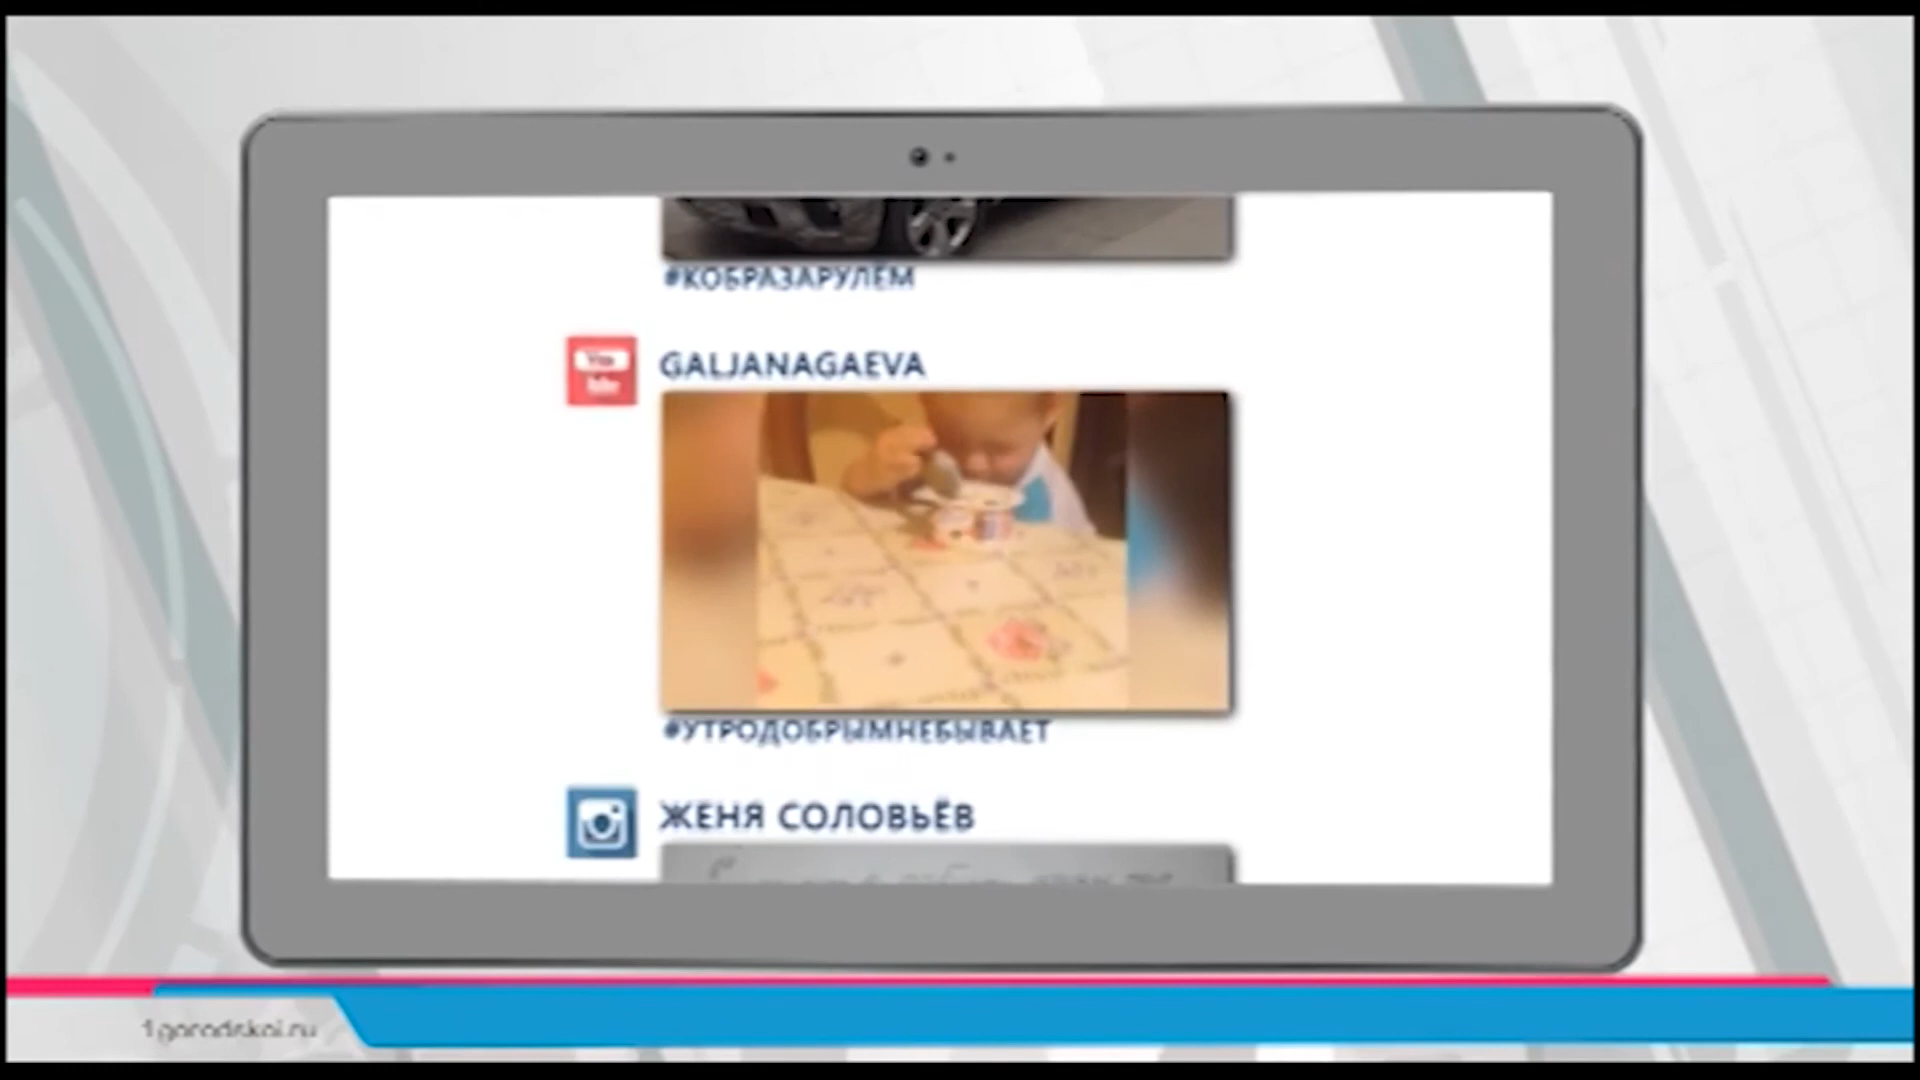 #КОБРАЗАРУЛЁМ
You
Tube
GALJANAGAEVA
#УТРОДОБРЫМНЕБЫВАЕТ
ЖЕНЯ СОЛОВЬЁВ
1gorodskoi.ru